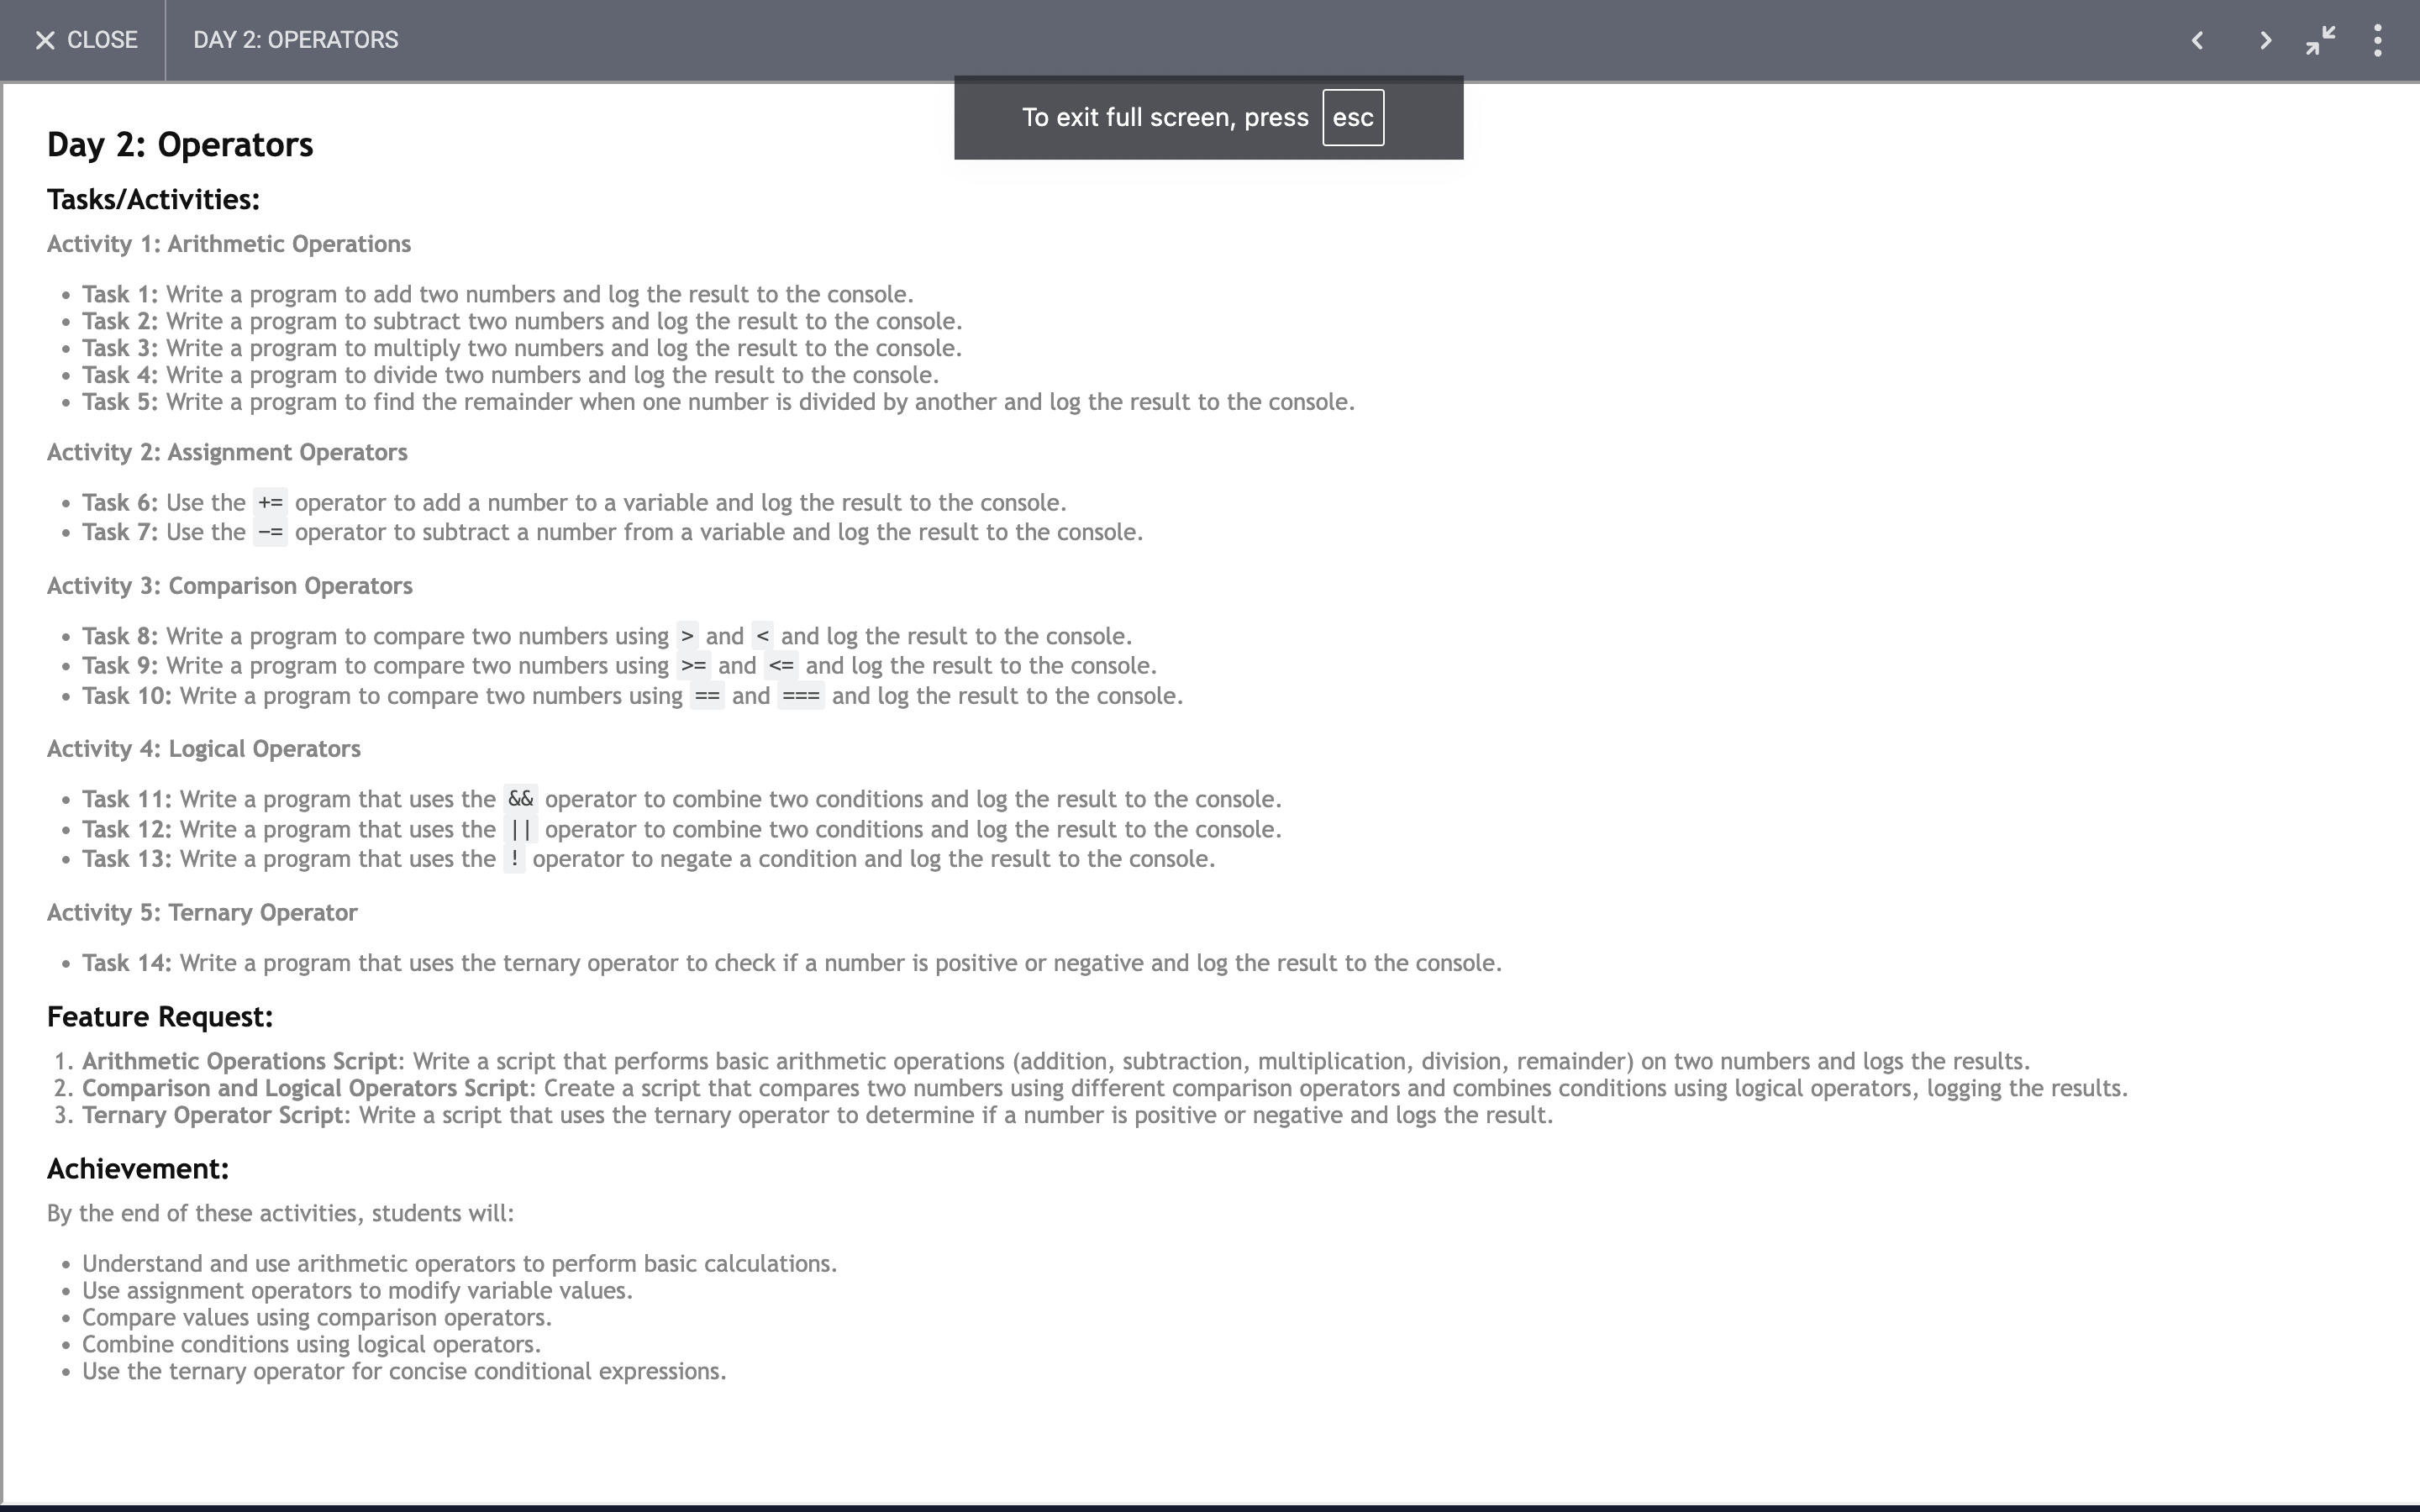 CLOSE
DAY 2: OPERATORS
To exit full screen, press esc
Day 2: Operators
Tasks/Activities:
Activity 1: Arithmetic Operations
• Task 1: Write a program to add two numbers and log the result to the console.
• Task 2: Write a program to subtract two numbers and log the result to the console.
• Task 3: Write a program to multiply two numbers and log the result to the console.
• Task 4: Write a program to divide two numbers and log the result to the console.
• Task 5: Write a program to find the remainder when one number is divided by another and log the result to the console.
Activity 2: Assignment Operators
• Task 6: Use the += operator to add a number to a variable and log the result to the console.
• Task 7: Use the -= operator to subtract a number from a variable and log the result to the console.
Activity 3: Comparison Operators
• Task 8: Write a program to compare two numbers using > and < and log the result to the console.
• Task 9: Write a program to compare two numbers using >= and <= and log the result to the console.
• Task 10: Write a program to compare two numbers using == and === and log the result to the console.
Activity 4: Logical Operators
• Task 11: Write a program that uses the && operator to combine two conditions and log the result to the console.
• Task 12: Write a program that uses the || operator to combine two conditions and log the result to the console.
• Task 13: Write a program that uses the ! operator to negate a condition and log the result to the console.
Activity 5: Ternary Operator
• Task 14: Write a program that uses the ternary operator to check if a number is positive or negative and log the result to the console.
Feature Request:
1. Arithmetic Operations Script: Write a script that performs basic arithmetic operations (addition, subtraction, multiplication, division, remainder) on two numbers and logs the results.
2. Comparison and Logical Operators Script: Create a script that compares two numbers using different comparison operators and combines conditions using logical operators, logging the results.
3. Ternary Operator Script: Write a script that uses the ternary operator to determine if a number is positive or negative and logs the result.
Achievement:
By the end of these activities, students will:
• Understand and use arithmetic operators to perform basic calculations.
• Use assignment operators to modify variable values.
• Compare values using comparison operators.
• Combine conditions using logical operators.
• Use the ternary operator for concise conditional expressions.